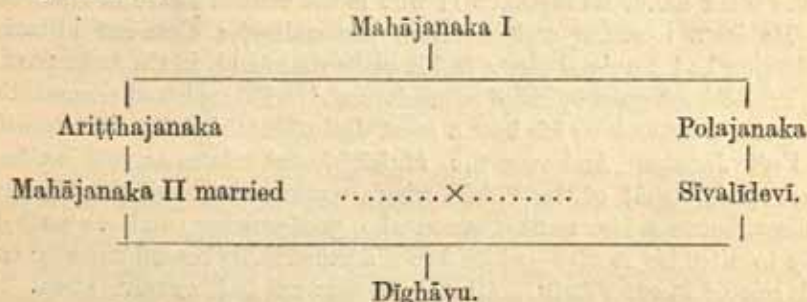 Mahājanaka I
Ariṭṭhajanaka Polajanaka
Mahājanaka II married ........×........ Sīvalīdevī.
Dīghāvu.